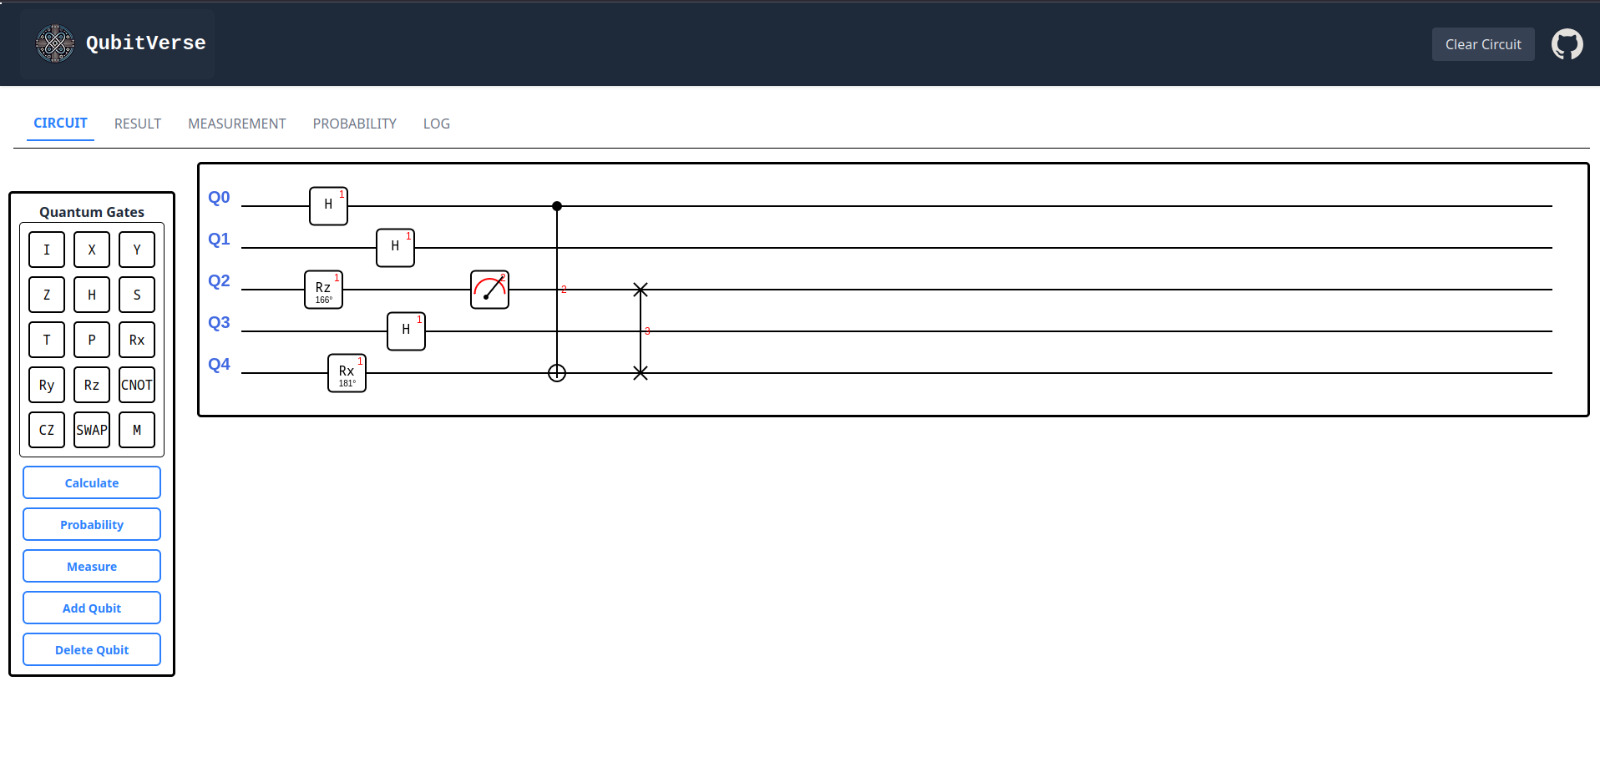 QubitVerse
Clear Circuit
CIRCUIT RESULT MEASUREMENT PROBABILITY LOG
Quantum Gates
I X Y
Z H S
T P Rx
Ry Rz CNOT
CZ SWAP M
Calculate
Probability
Measure
Add Qubit
Delete Qubit
Q0 H 1
Q1 H 1
Q2 Rz 1 166° 2 2
Q3 H 1 3
Q4 Rx 1 181°